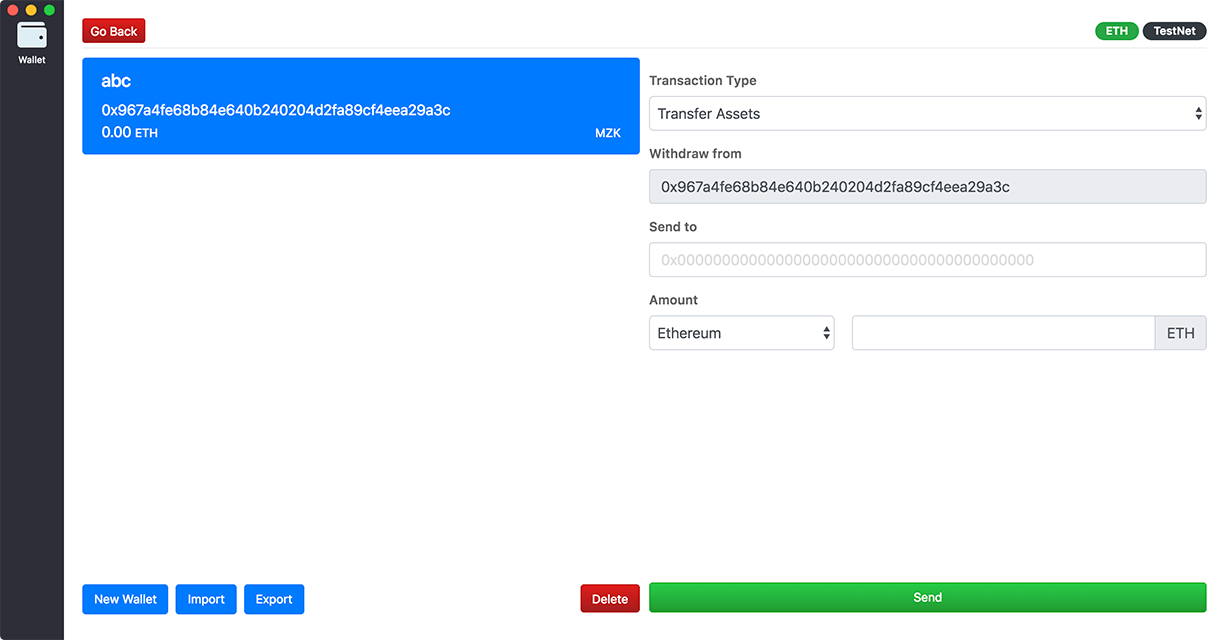 Wallet
Go Back
ETH
TestNet
abc
0x967a4fe68b84e640b240204d2fa89cf4eea29a3c
0.00 ETH
MZK
Transaction Type
Transfer Assets
Withdraw from
0x967a4fe68b84e640b240204d2fa89cf4eea29a3c
Send to
0x0000000000000000000000000000000000000000
Amount
Ethereum
ETH
New Wallet
Import
Export
Delete
Send